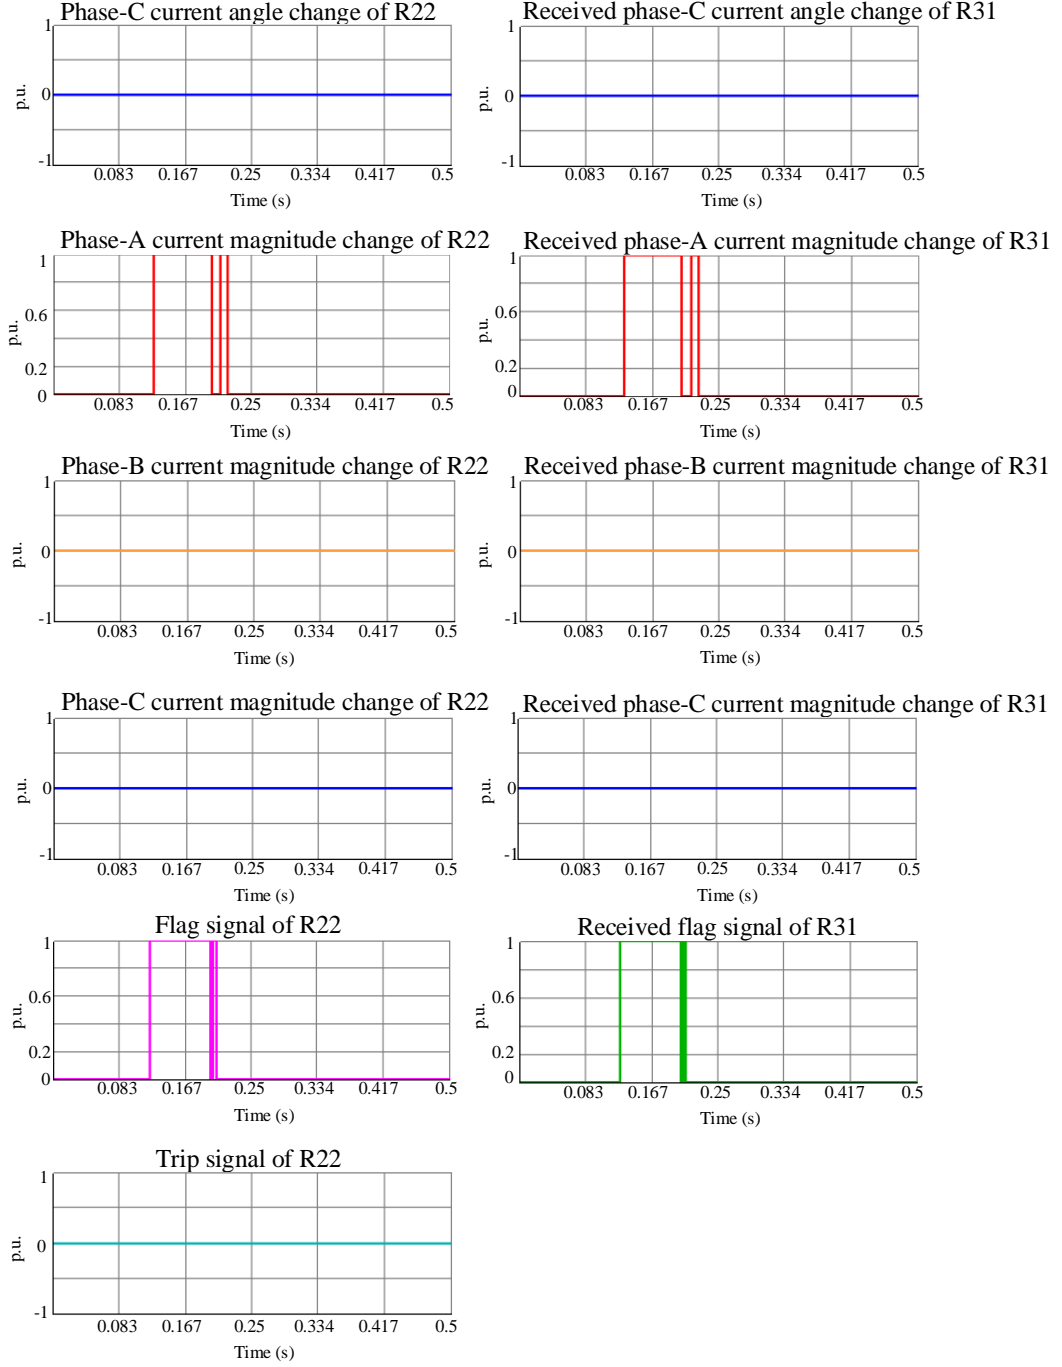 Phase-C current angle change of R22
1
0
-1
p.u.
0.083 0.167 0.25 0.334 0.417 0.5
Time (s)
Received phase-C current angle change of R31
1
0
-1
p.u.
0.083 0.167 0.25 0.334 0.417 0.5
Time (s)
Phase-A current magnitude change of R22
1
0.6
0.2
0
p.u.
0.083 0.167 0.25 0.334 0.417 0.5
Time (s)
Received phase-A current magnitude change of R31
1
0.6
0.2
0
p.u.
0.083 0.167 0.25 0.334 0.417 0.5
Time (s)
Phase-B current magnitude change of R22
1
0
-1
p.u.
0.083 0.167 0.25 0.334 0.417 0.5
Time (s)
Received phase-B current magnitude change of R31
1
0
-1
p.u.
0.083 0.167 0.25 0.334 0.417 0.5
Time (s)
Phase-C current magnitude change of R22
1
0
-1
p.u.
0.083 0.167 0.25 0.334 0.417 0.5
Time (s)
Received phase-C current magnitude change of R31
1
0
-1
p.u.
0.083 0.167 0.25 0.334 0.417 0.5
Time (s)
Flag signal of R22
1
0.6
0.2
0
p.u.
0.083 0.167 0.25 0.334 0.417 0.5
Time (s)
Received flag signal of R31
1
0.6
0.2
0
p.u.
0.083 0.167 0.25 0.334 0.417 0.5
Time (s)
Trip signal of R22
1
0
-1
p.u.
0.083 0.167 0.25 0.334 0.417 0.5
Time (s)